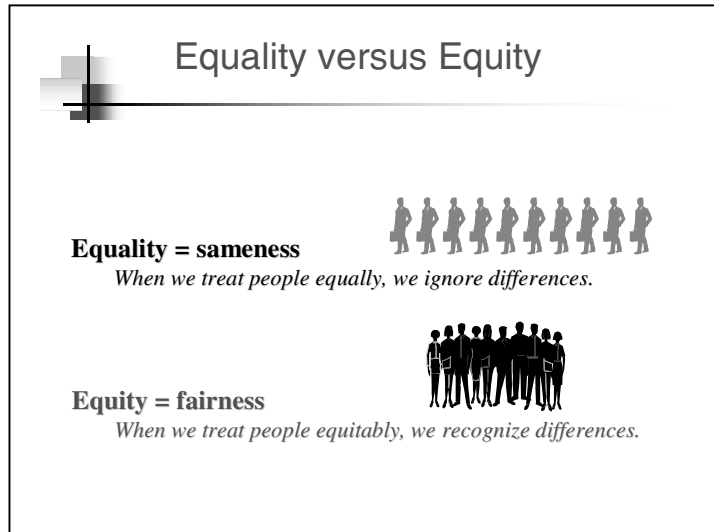 Equality versus Equity
Equality = sameness
When we treat people equally, we ignore differences.
Equity = fairness
When we treat people equitably, we recognize differences.